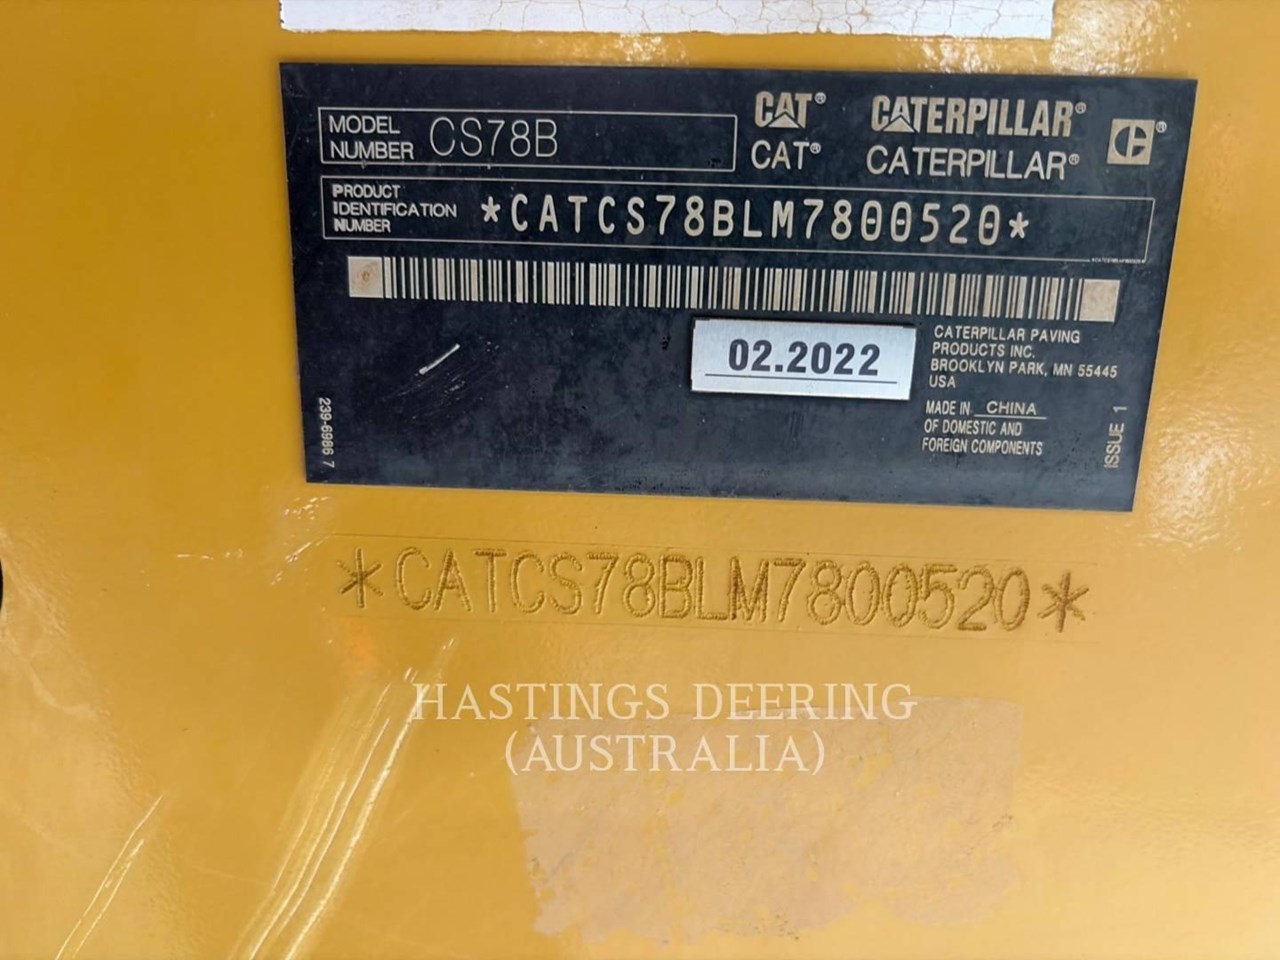 MODEL NUMBER CS78B
CAT® CATERPILLAR® ®
CAT® CATERPILLAR®
PRODUCT IDENTIFICATION NUMBER *CATCS78BLM7800520*
02.2022
CATERPILLAR PAVING
PRODUCTS INC.
BROOKLYN PARK, MN 55445
USA
MADE IN CHINA
OF DOMESTIC AND
FOREIGN COMPONENTS
239-6986 7
ISSUE 1
*CATCS78BLM7800520*
HASTINGS DEERING
(AUSTRALIA)